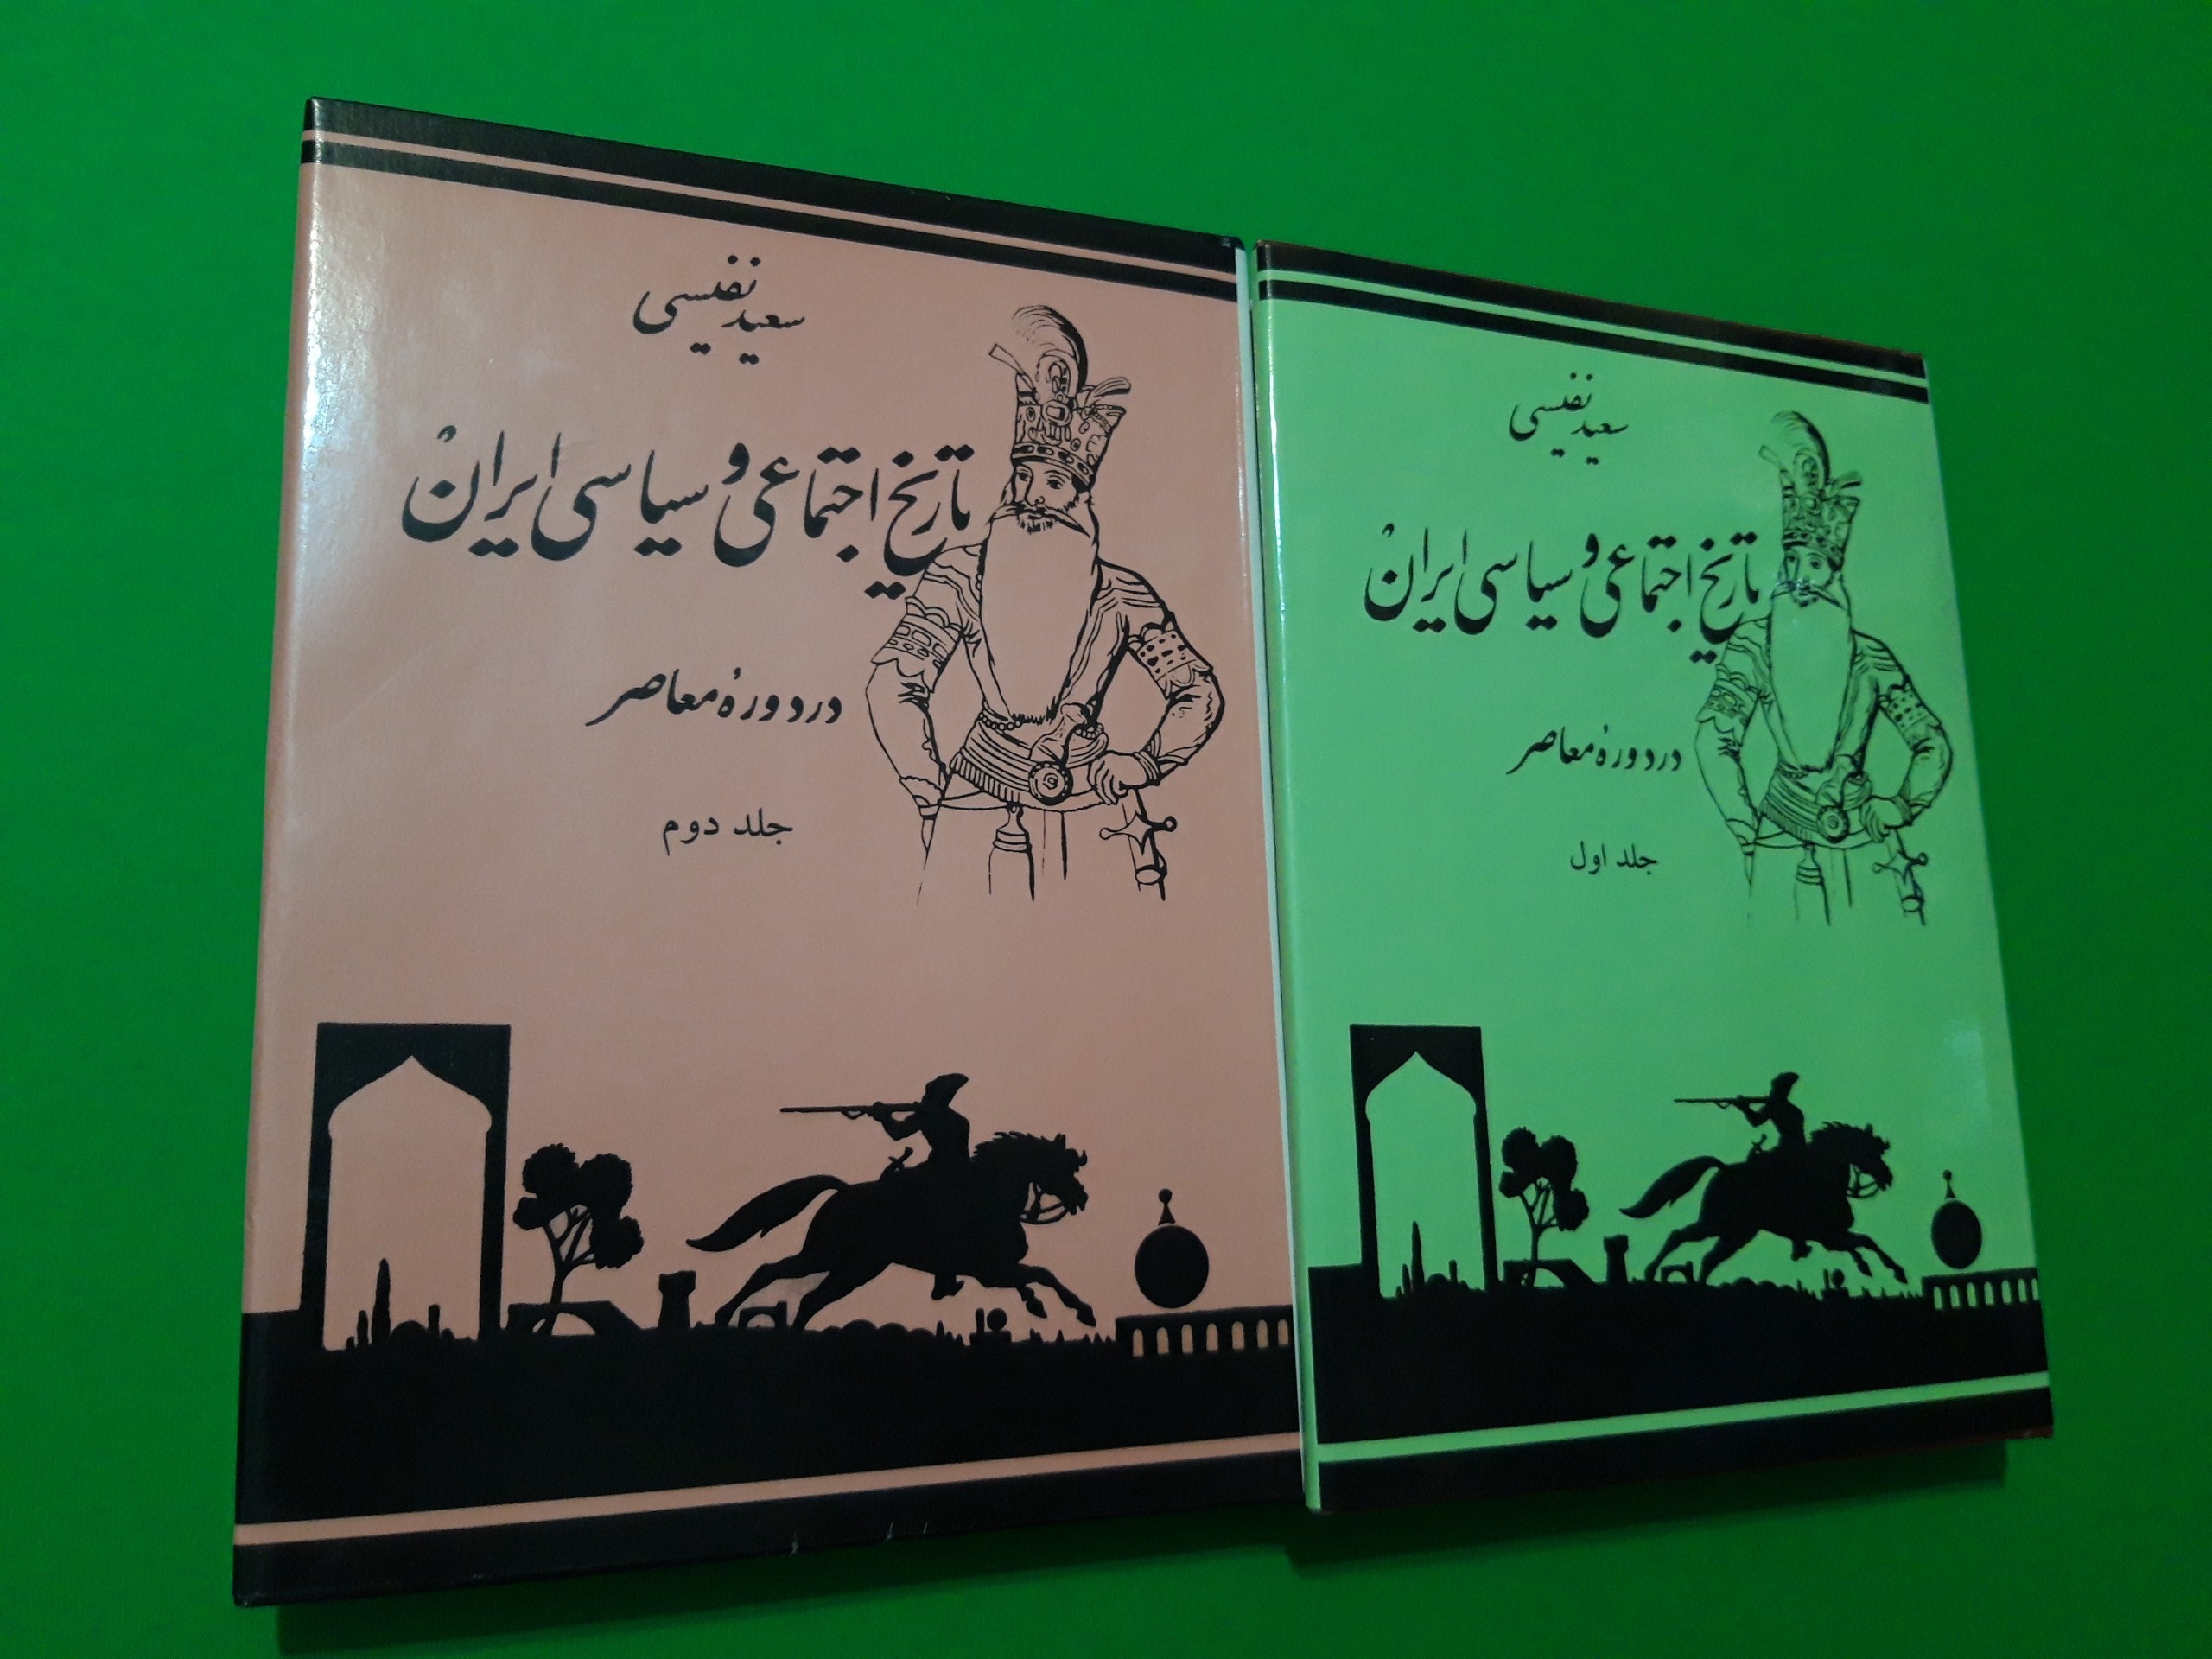 سعید نفیسی
تاریخ اجتماعی و سیاسی ایران
در دورهٔ معاصر
جلد اول
سعید نفیسی
تاریخ اجتماعی و سیاسی ایران
در دورهٔ معاصر
جلد دوم